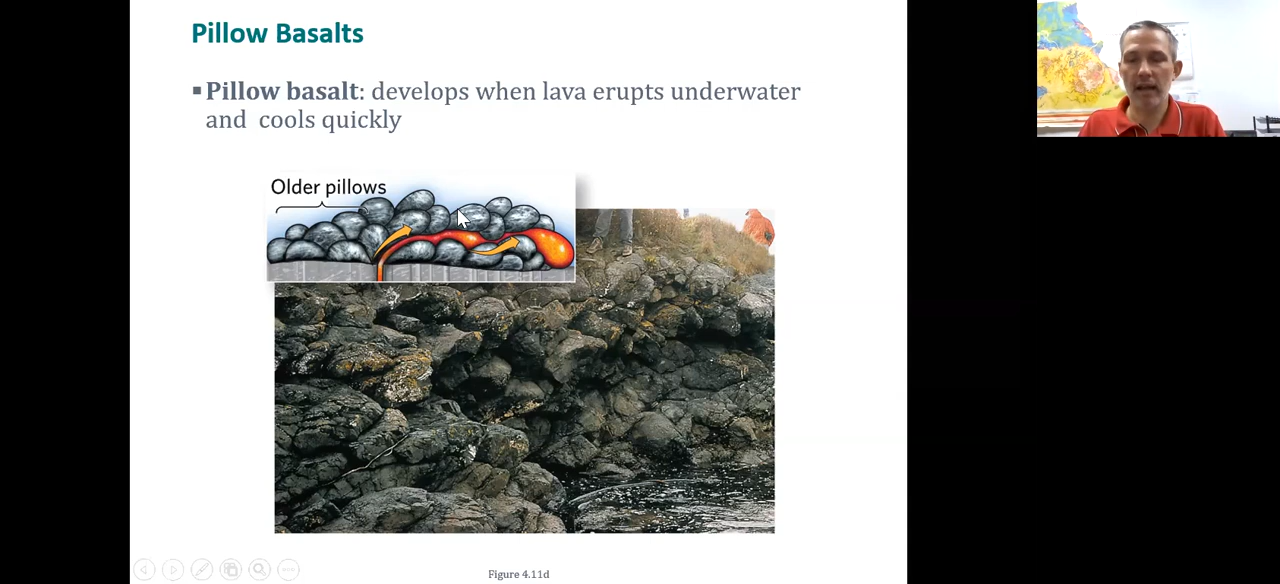 Pillow Basalts
▪ Pillow basalt: develops when lava erupts underwater
and cools quickly
Older pillows
Figure 4.11d